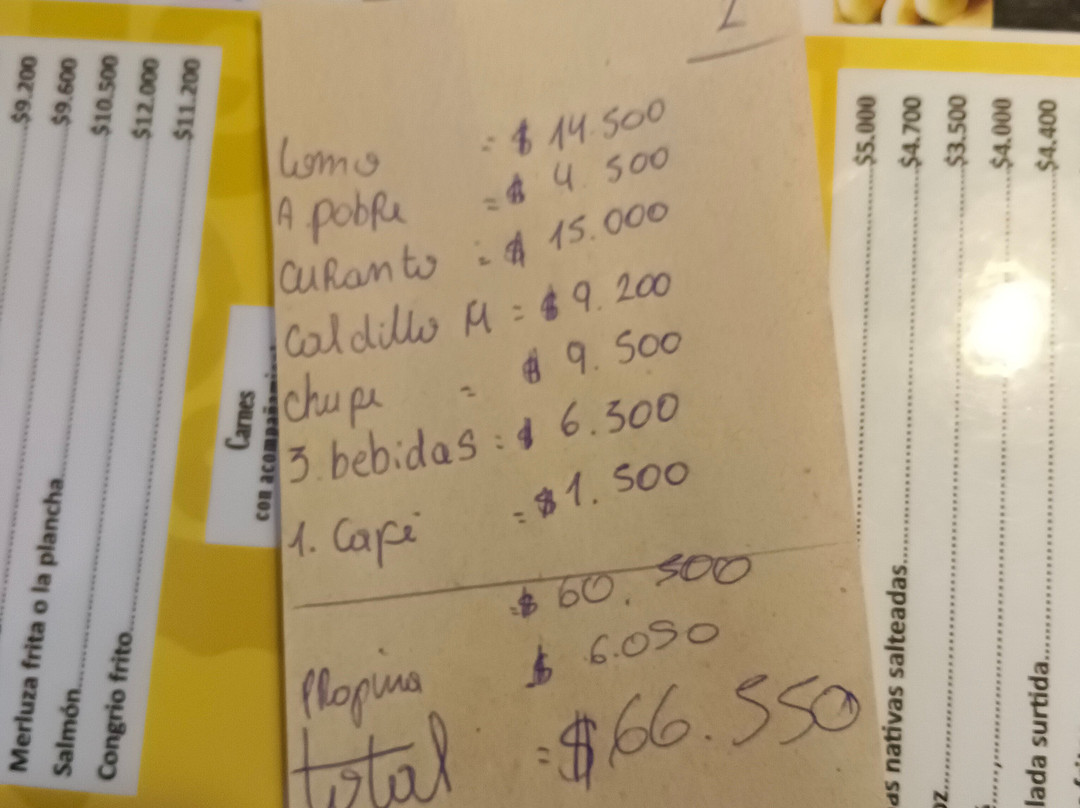 lomo = $ 14.500
A pobre = $ 4.500
curanto = $ 15.000
caldillo M = $ 9.200
chupe = $ 9.500
3. bebidas = $ 6.300
1. Cafe = $ 1.500
= $ 60.500
Propina $ 6.050
total = $ 66.550
Merluza frita o la plancha $9.200
Salmón $9.600
Congrio frito $10.500
$12.000
$11.200
Carnes
con
$5.000
as nativas salteadas $4.700
oz $3.500
$4.000
lada surtida $4.400